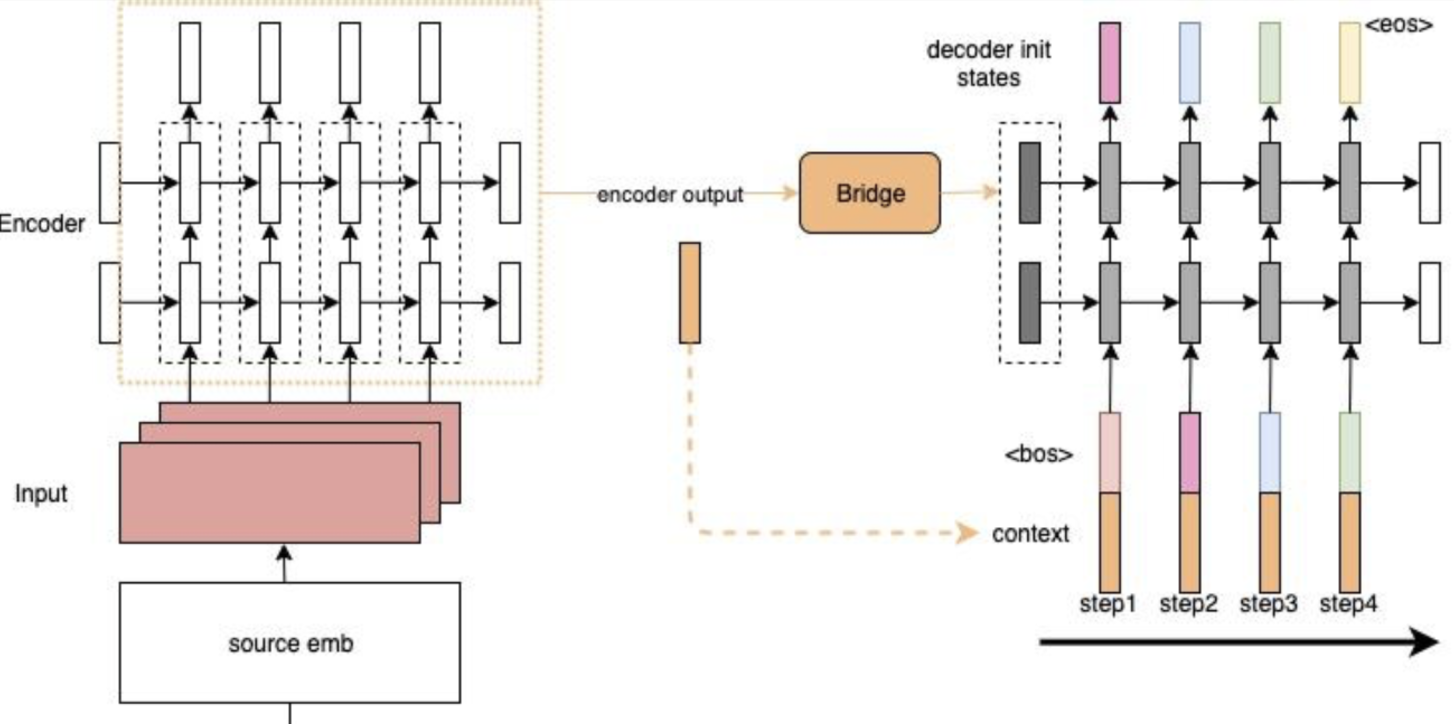 <eos>
decoder init
states
encoder output
Bridge
Encoder
<bos>
Input
context
step1 step2 step3 step4
source emb